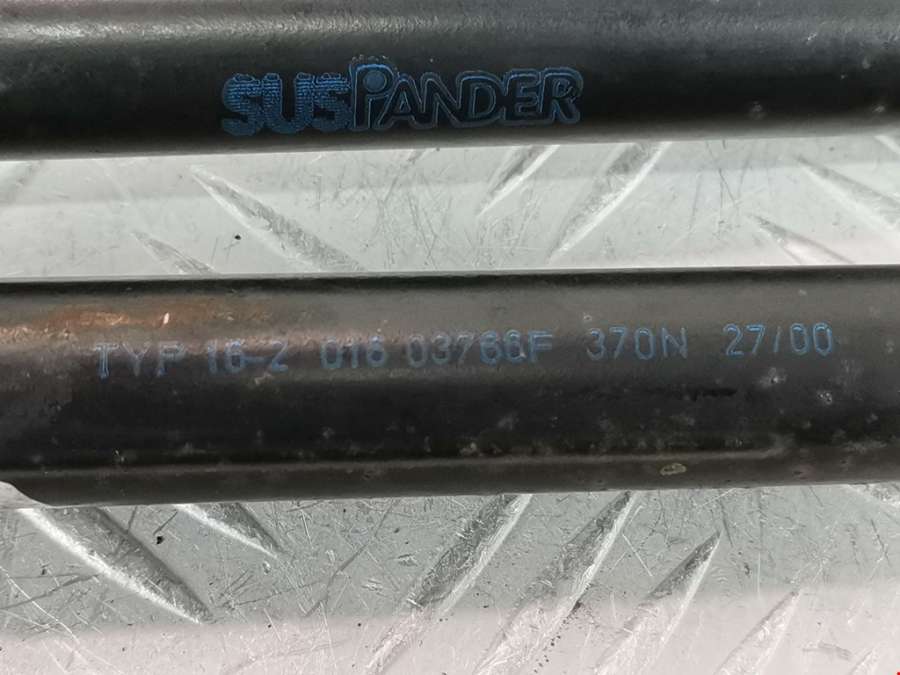 SUSPANDER
TYP 16-2 016 03766F 370N 27/00